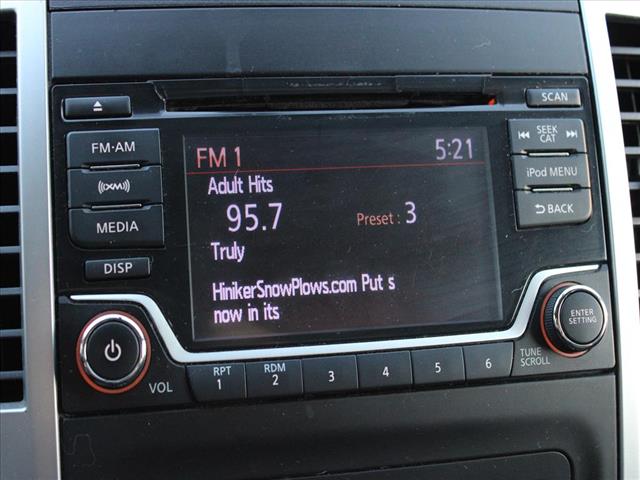 SCAN
FM·AM
XM
MEDIA
DISP
FM 1 5:21
Adult Hits
95.7 Preset : 3
Truly
HinikerSnowPlows.com Put s
now in its
SEEK
CAT
iPod MENU
BACK
ENTER
SETTING
TUNE
SCROLL
VOL
RPT
1
RDM
2
3
4
5
6